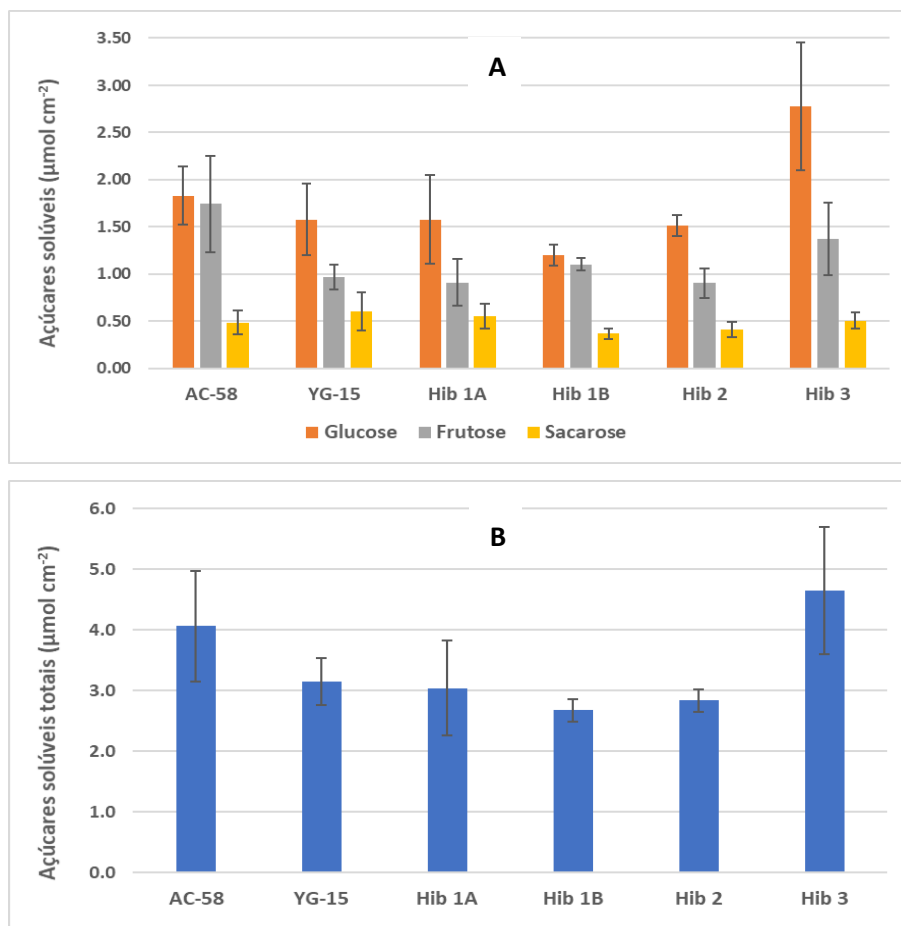 A
Açúcares solúveis (µmol cm⁻²)
3.50
3.00
2.50
2.00
1.50
1.00
0.50
0.00
AC-58 YG-15 Hib 1A Hib 1B Hib 2 Hib 3
Glucose Frutose Sacarose
B
Açúcares solúveis totais (µmol cm⁻²)
6.0
5.0
4.0
3.0
2.0
1.0
0.0
AC-58 YG-15 Hib 1A Hib 1B Hib 2 Hib 3